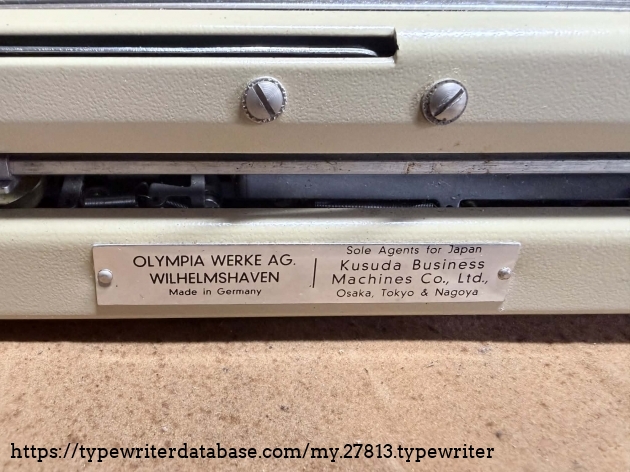 OLYMPIA WERKE AG.
WILHELMSHAVEN
Made in Germany
Sole Agents for Japan
Kusuda Business
Machines Co., Ltd.,
Osaka, Tokyo & Nagoya
https://typewriterdatabase.com/my.27813.typewriter